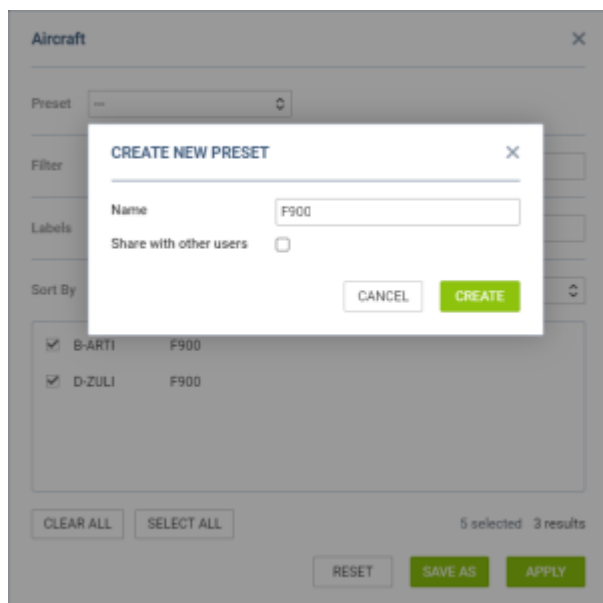 Aircraft
Preset ---
CREATE NEW PRESET
Filter
Name F900
Labels
Share with other users
Sort By
CANCEL CREATE
B-ARTI F900
D-ZULI F900
CLEAR ALL SELECT ALL 5 selected 3 results
RESET SAVE AS APPLY